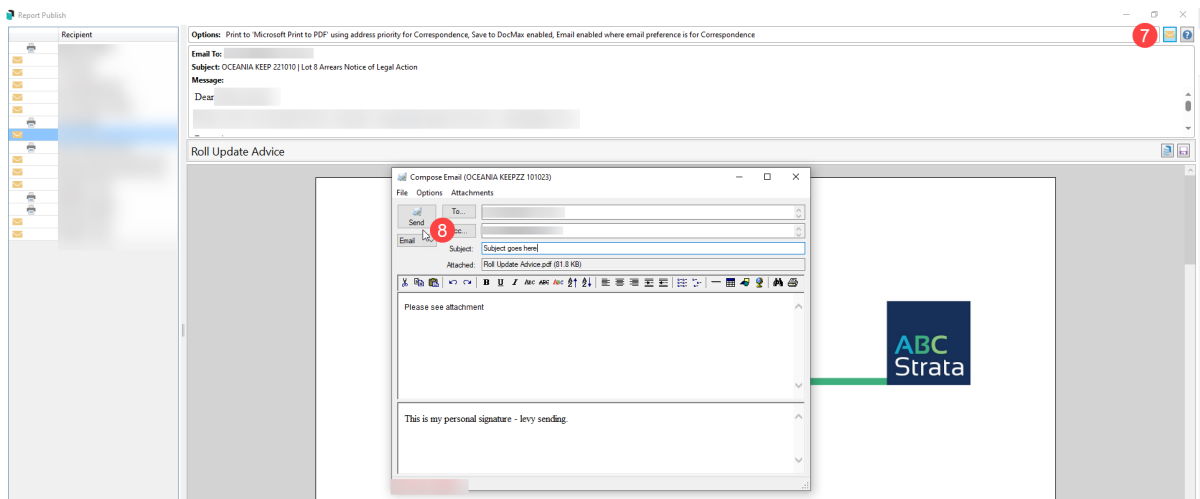 Report Publish
Recipient
Options: Print to 'Microsoft Print to PDF' using address priority for Correspondence, Save to DocMax enabled, Email enabled where email preference is for Correspondence
7
Email To:
Subject: OCEANIA KEEP 221010 | Lot 8 Arrears Notice of Legal Action
Message:
Dear
Roll Update Advice
Compose Email (OCEANIA KEEPZZ 101023)
File Options Attachments
Send
To...
8
Email
Subject: Subject goes here
Attached: Roll Update Advice.pdf (81.8 KB)
Please see attachment
This is my personal signature - levy sending.
ABC
Strata